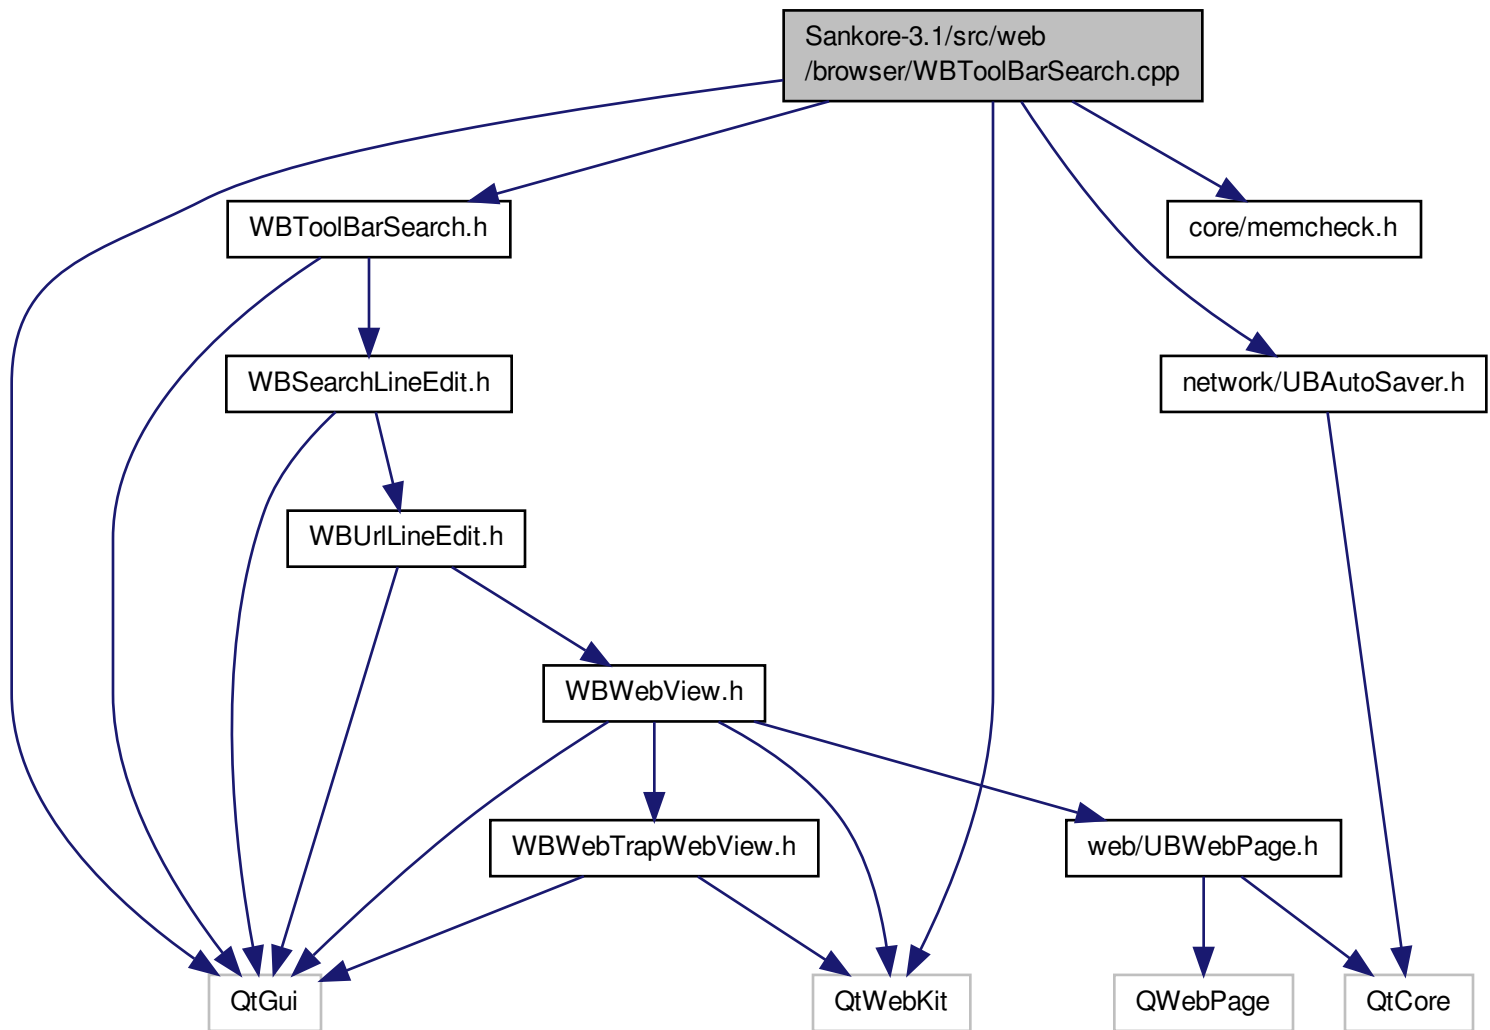 Sankore-3.1/src/web
/browser/WBToolBarSearch.cpp
WBToolBarSearch.h
core/memcheck.h
WBSearchLineEdit.h
network/UBAutoSaver.h
WBUrlLineEdit.h
WBWebView.h
WBWebTrapWebView.h
web/UBWebPage.h
QtGui
QtWebKit
QWebPage
QtCore